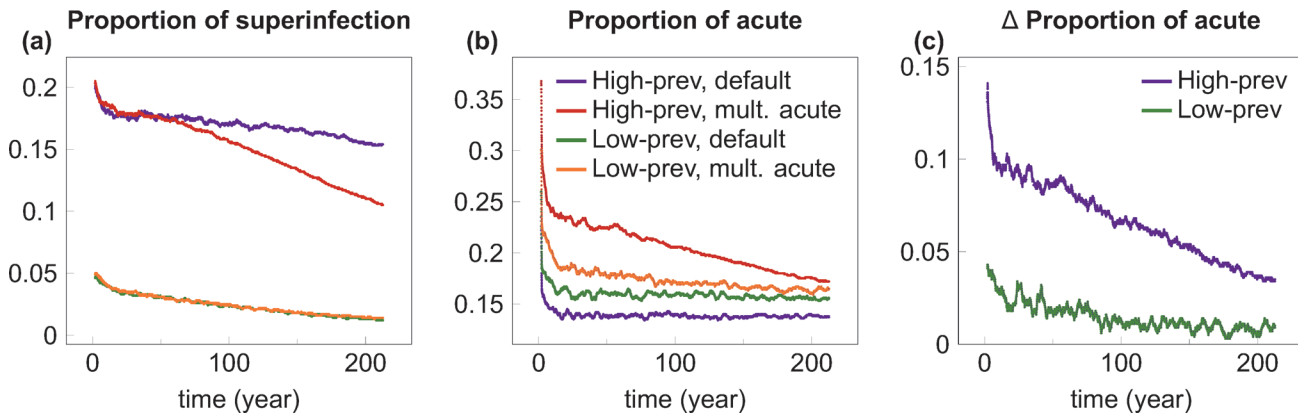 Proportion of superinfection
(a)
0.2
0.15
0.1
0.05
0
0
100
200
time (year)
Proportion of acute
(b)
0.35
0.3
0.25
0.2
0.15
High-prev, default
High-prev, mult. acute
Low-prev, default
Low-prev, mult. acute
0
100
200
time (year)
Δ Proportion of acute
(c)
0.15
0.1
0.05
0
High-prev
Low-prev
0
100
200
time (year)